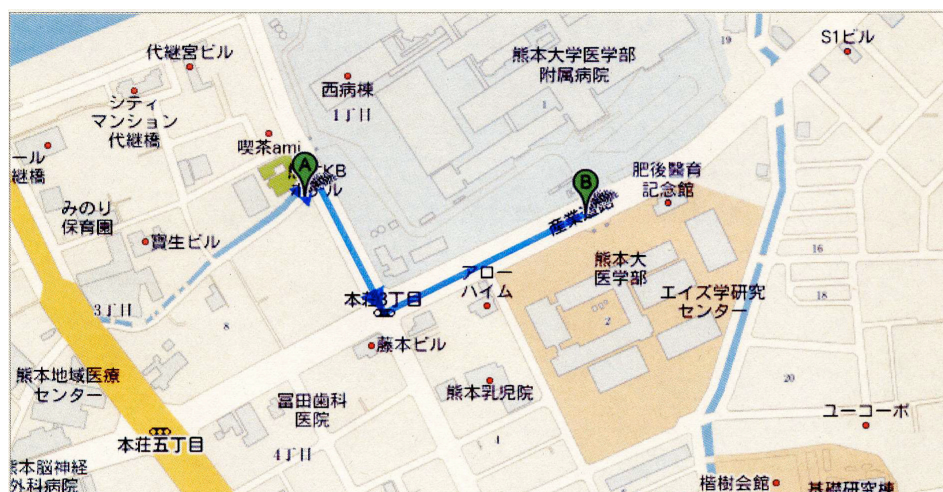 代継宮ビル
シティ
マンション
代継橋
ール
継橋
みのり
保育園
寶生ビル
喫茶ami
西病棟
1丁目
熊本大学医学部
附属病院
1
19
S1ビル
A
KB
B
産業道路
肥後醫育
記念館
熊本大
医学部
エイズ学研究
センター
2
16
18
20
アロー
ハイム
本荘3丁目
3丁目
8
藤本ビル
熊本乳児院
冨田歯科
医院
4丁目
1
4
熊本地域医療
センター
本荘五丁目
熊本脳神経
外科病院
ユーコーポ
楷樹会館
基礎研究棟